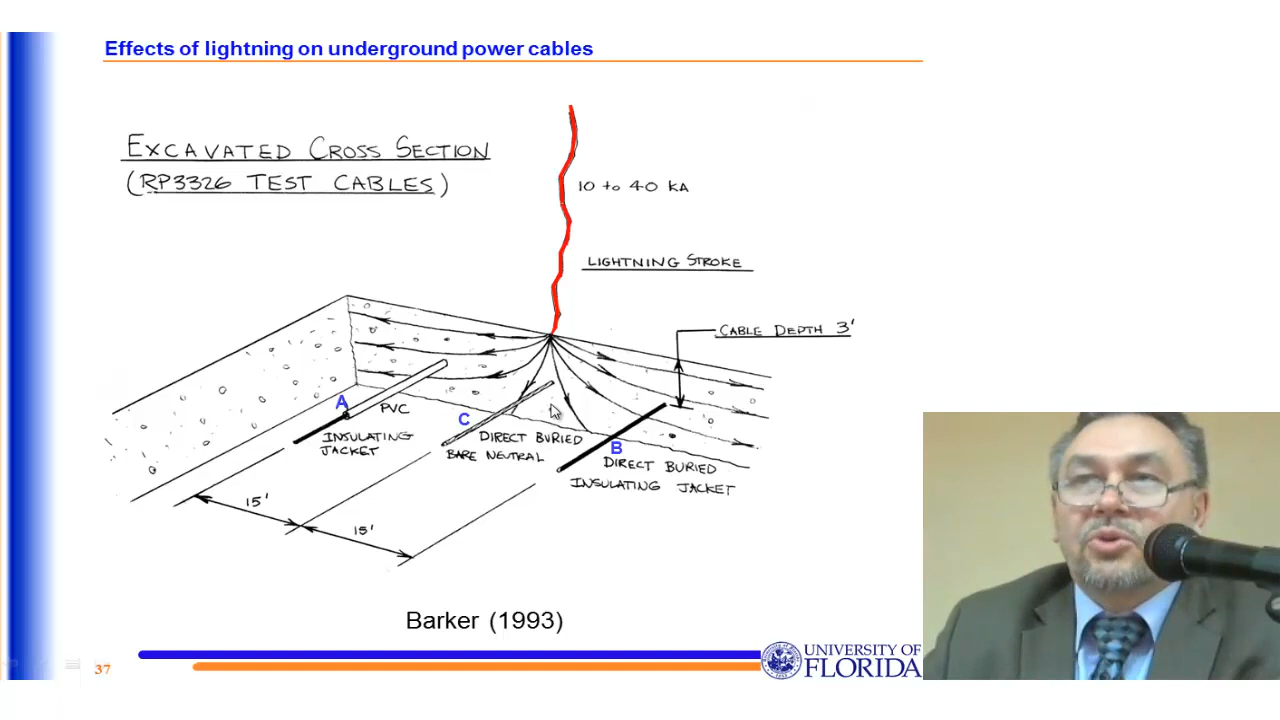 Effects of lightning on underground power cables
EXCAVATED CROSS SECTION
(RP3326 TEST CABLES)
10 to 40 KA
LIGHTNING STROKE
CABLE DEPTH 3'
A
PVC
INSULATING
JACKET
C
DIRECT BURIED
BARE NEUTRAL
B
DIRECT BURIED
INSULATING JACKET
15'
15'
Barker (1993)
37
UNIVERSITY OF
FLORIDA